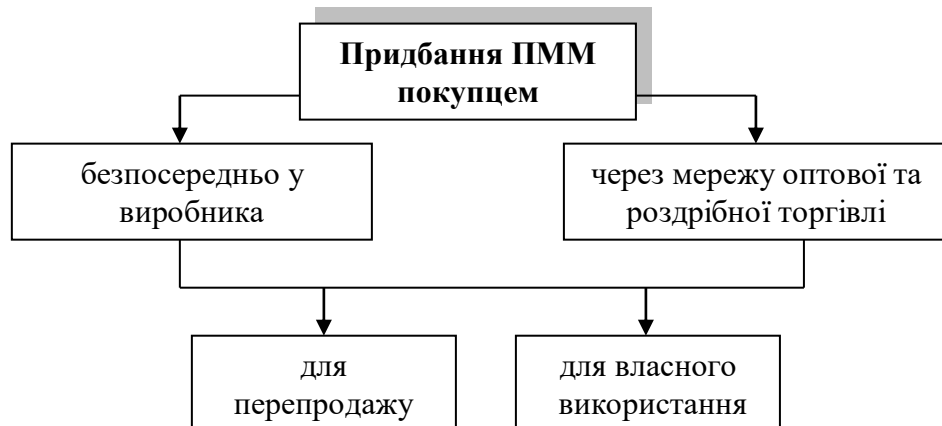 Придбання ПММ
покупцем
безпосередньо у
виробника
через мережу оптової та
роздрібної торгівлі
для
перепродажу
для власного
використання